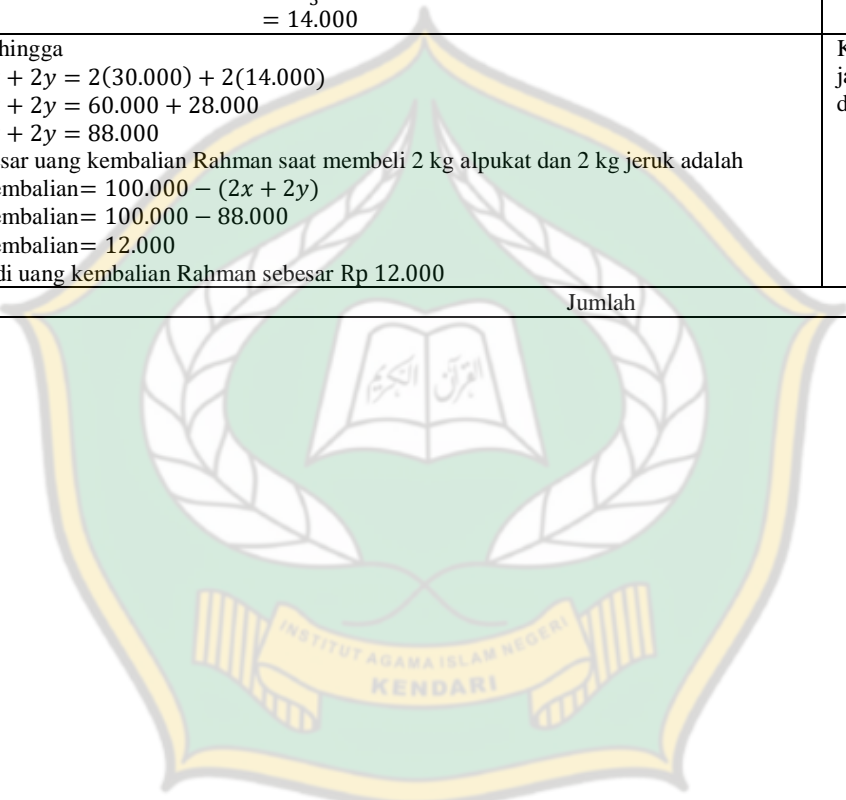 = 14.000
hingga
+ 2y = 2(30.000) + 2(14.000)
+ 2y = 60.000 + 28.000
+ 2y = 88.000
sar uang kembalian Rahman saat membeli 2 kg alpukat dan 2 kg jeruk adalah
embalian= 100.000 − (2x + 2y)
embalian= 100.000 − 88.000
embalian= 12.000
di uang kembalian Rahman sebesar Rp 12.000
K
ja
d
Jumlah
القرآن الكريم
INSTITUT AGAMA ISLAM NEGERI
KENDARI